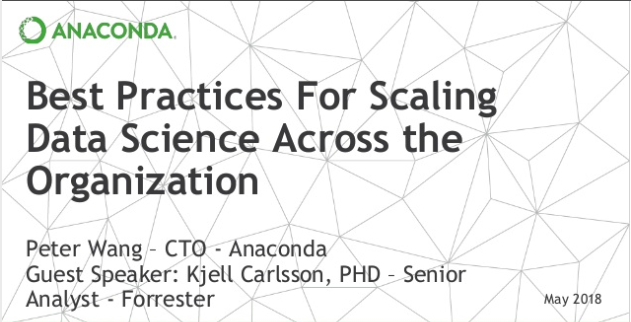 ANACONDA.
Best Practices For Scaling
Data Science Across the
Organization
Peter Wang – CTO - Anaconda
Guest Speaker: Kjell Carlsson, PHD – Senior
Analyst - Forrester
May 2018